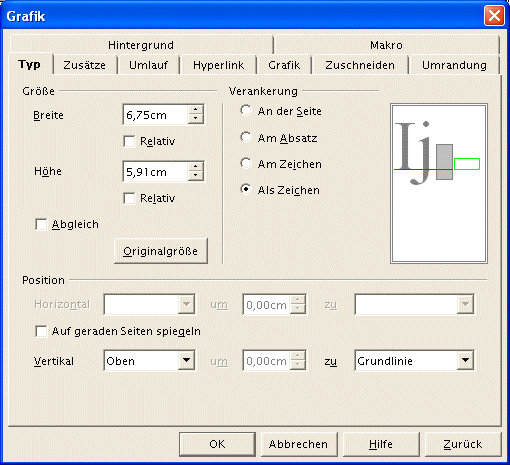 Grafik
Hintergrund Makro
Typ Zusätze Umlauf Hyperlink Grafik Zuschneiden Umrandung
Größe
Breite 6,75cm
Relativ
Höhe 5,91cm
Relativ
Abgleich
Originalgröße
Verankerung
An der Seite
Am Absatz
Am Zeichen
Als Zeichen
Ij
Position
Horizontal um 0,00cm zu
Auf geraden Seiten spiegeln
Vertikal Oben um 0,00cm zu Grundlinie
OK Abbrechen Hilfe Zurück